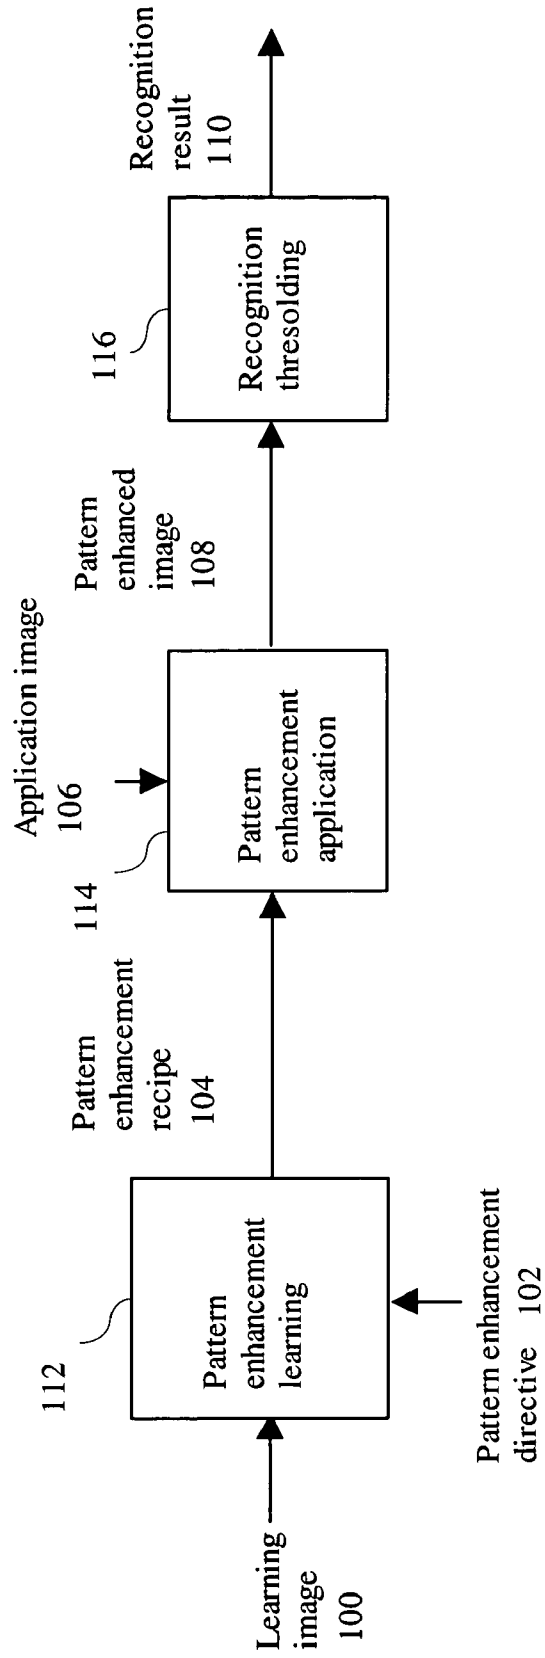 Learning
image
100
112
Pattern
enhancement
learning
Pattern enhancement
directive 102
Pattern
enhancement
recipe
104
Application image
106
114
Pattern
enhancement
application
Pattern
enhanced
image
108
116
Recognition
thresolding
Recognition
result
110